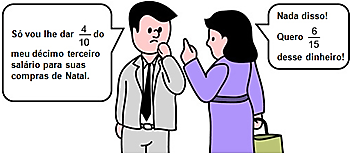 Só vou lhe dar 4/10 do
meu décimo terceiro
salário para suas
compras de Natal.
Nada disso!
Quero 6/15
desse dinheiro!